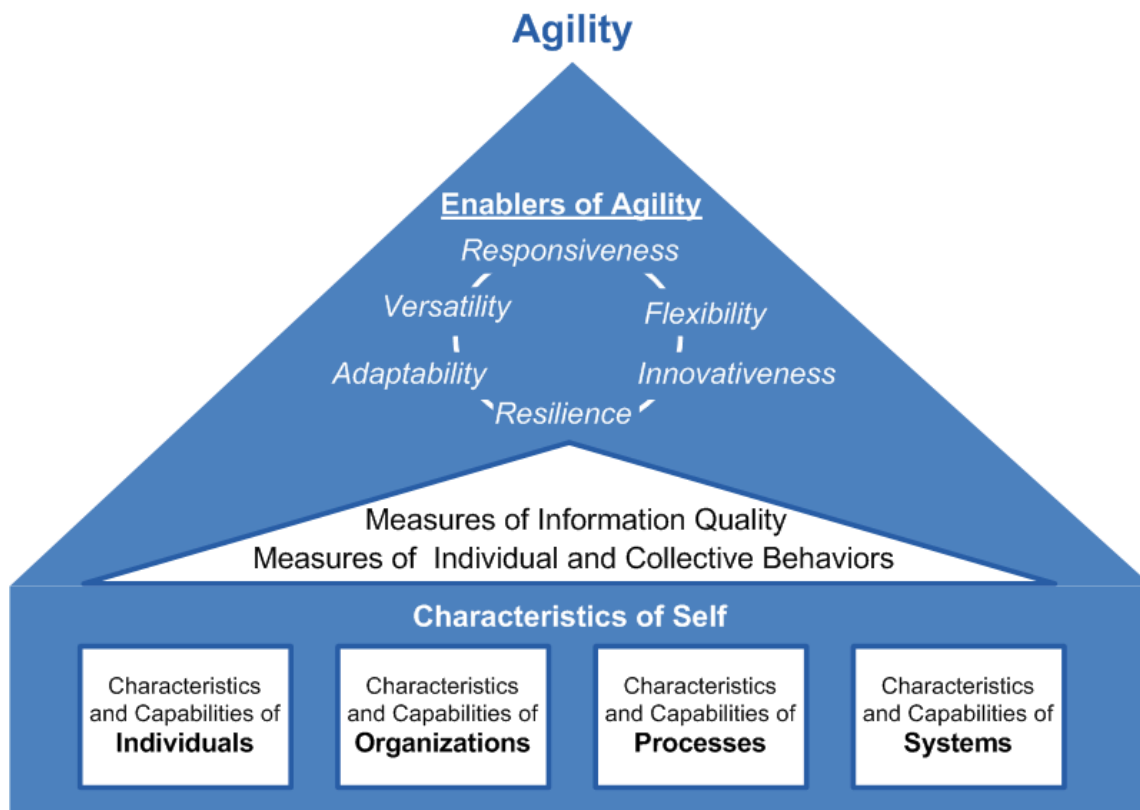 Agility
Enablers of Agility
Responsiveness
Versatility
Flexibility
Adaptability
Innovativeness
Resilience
Measures of Information Quality
Measures of Individual and Collective Behaviors
Characteristics of Self
Characteristics
and Capabilities of
Individuals
Characteristics
and Capabilities of
Organizations
Characteristics
and Capabilities of
Processes
Characteristics
and Capabilities of
Systems